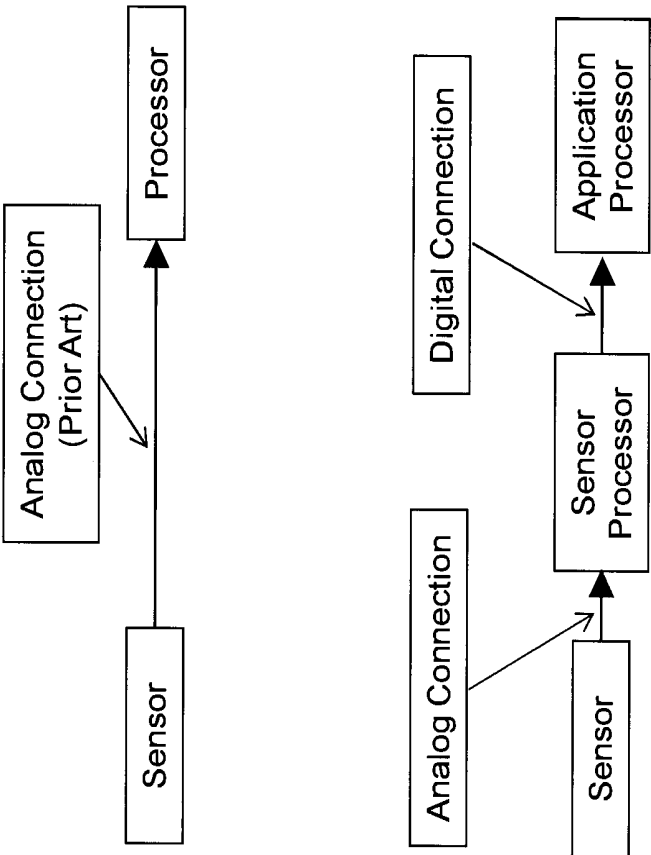 Analog Connection
(Prior Art)
Sensor
Processor
Analog Connection
Digital Connection
Sensor
Sensor
Processor
Application
Processor